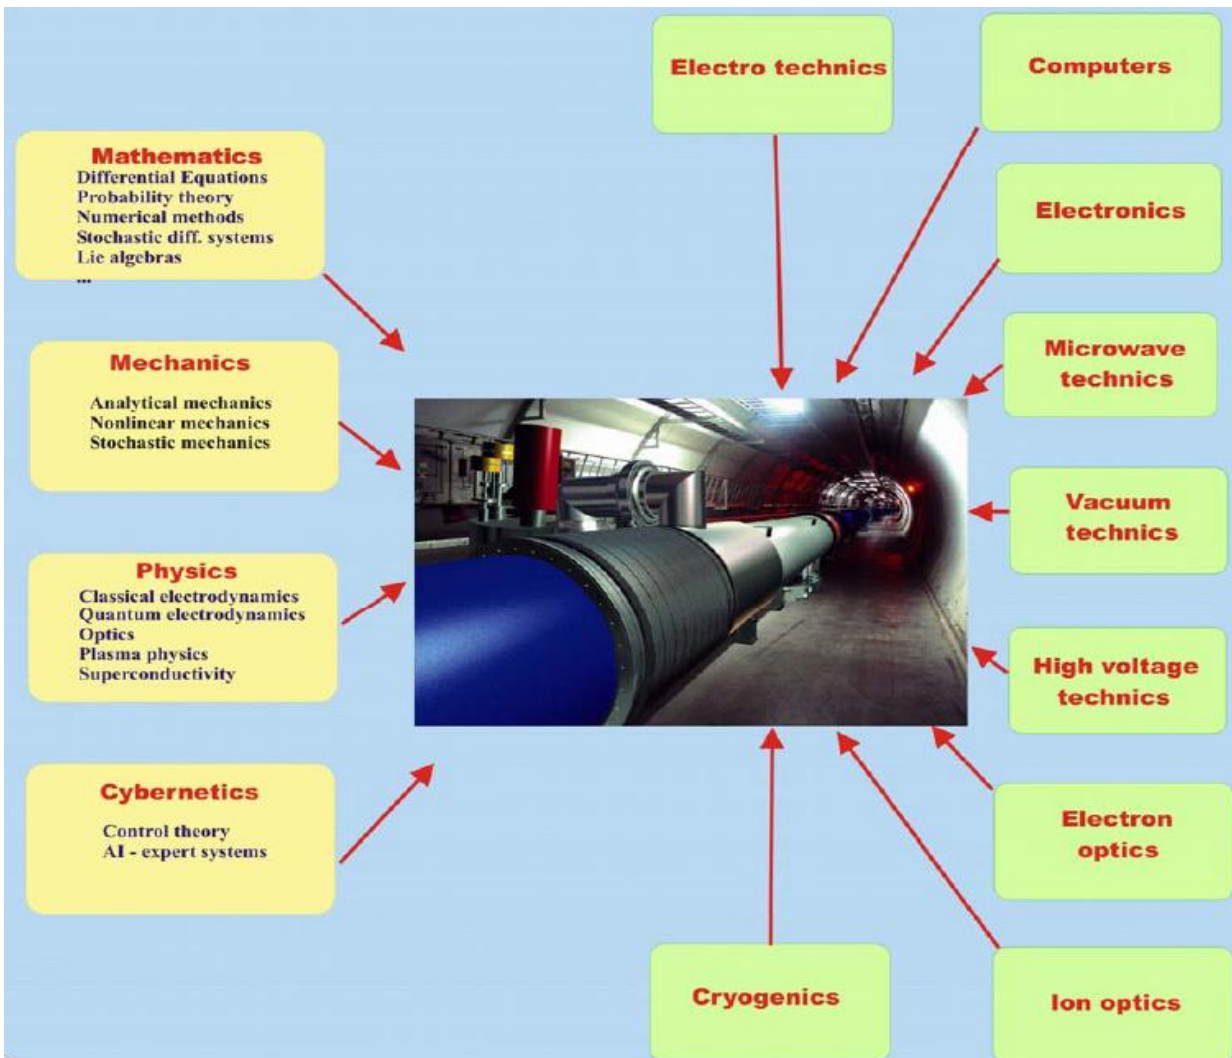 Electro technics
Computers
Mathematics
Differential Equations
Probability theory
Numerical methods
Stochastic diff. systems
Lie algebras
...
Electronics
Mechanics
Analytical mechanics
Nonlinear mechanics
Stochastic mechanics
Microwave
technics
Vacuum
technics
Physics
Classical electrodynamics
Quantum electrodynamics
Optics
Plasma physics
Superconductivity
High voltage
technics
Cybernetics
Control theory
AI - expert systems
Electron
optics
Cryogenics
Ion optics